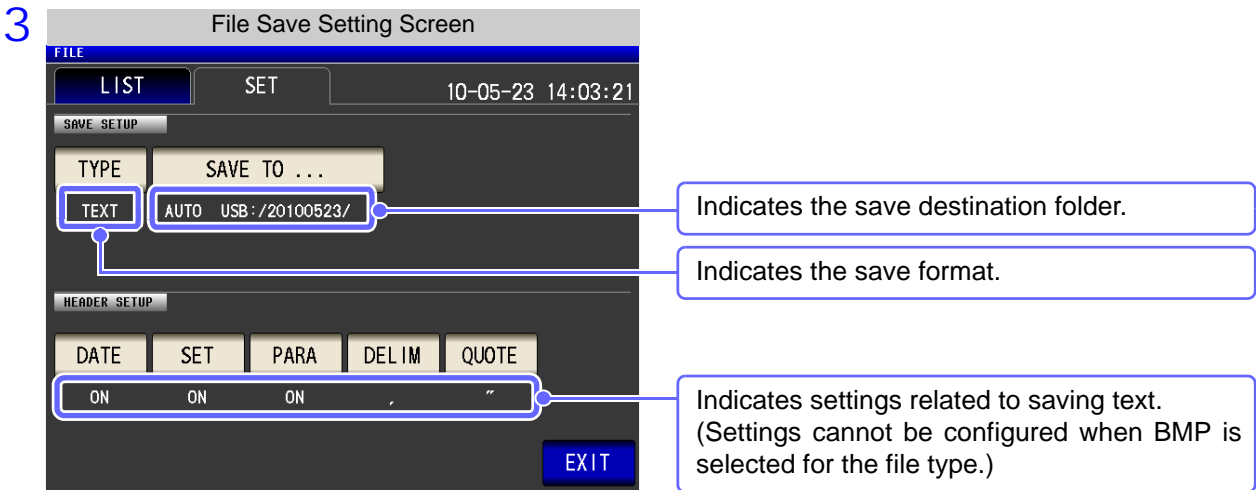 3
File Save Setting Screen
FILE
LIST SET 10-05-23 14:03:21
SAVE SETUP
TYPE SAVE TO ...
TEXT AUTO USB:/20100523/
Indicates the save destination folder.
Indicates the save format.
HEADER SETUP
DATE SET PARA DELIM QUOTE
ON ON ON , "
Indicates settings related to saving text.
(Settings cannot be configured when BMP is
selected for the file type.)
EXIT